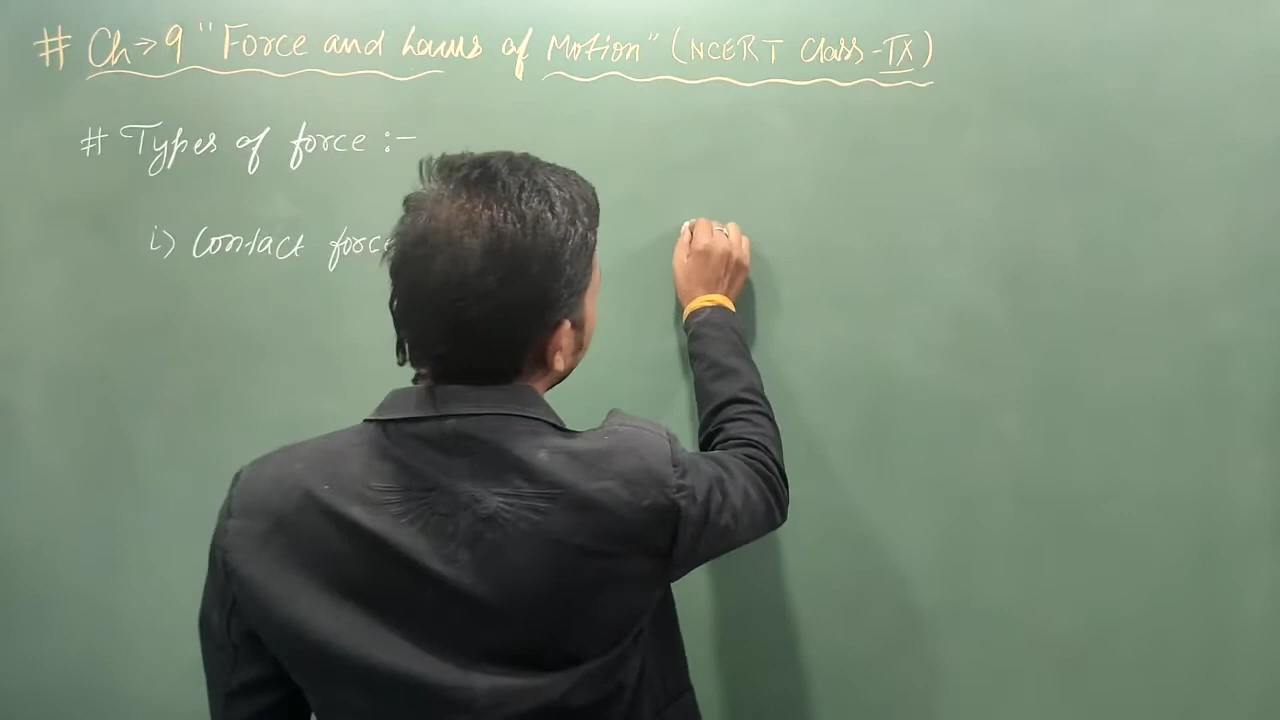 # Ch→9 "Force and Laws of Motion" (NCERT Class-IX)
# Types of force :-
i) Contact force